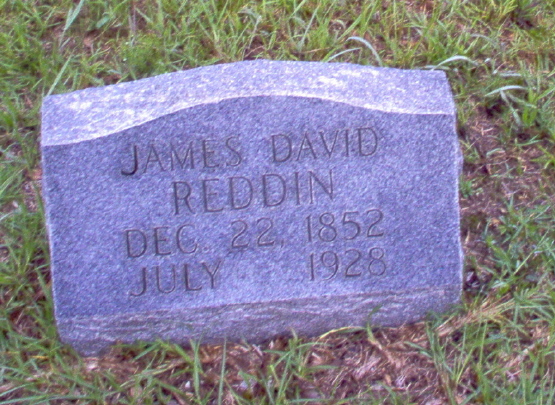 JAMES DAVID
REDDIN
DEC. 22, 1852
JULY 1928